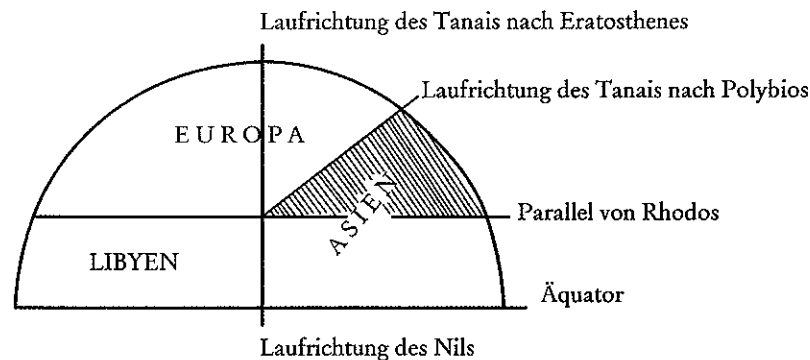 Laufrichtung des Tanais nach Eratosthenes
Laufrichtung des Tanais nach Polybios
EUROPA
ASIEN
Parallel von Rhodos
LIBYEN
Äquator
Laufrichtung des Nils